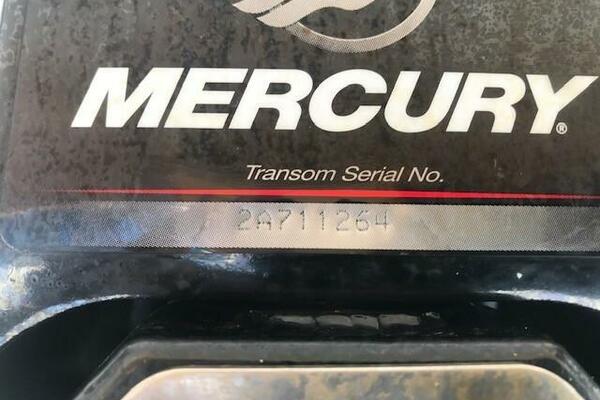 MERCURY®
Transom Serial No.
2A711264